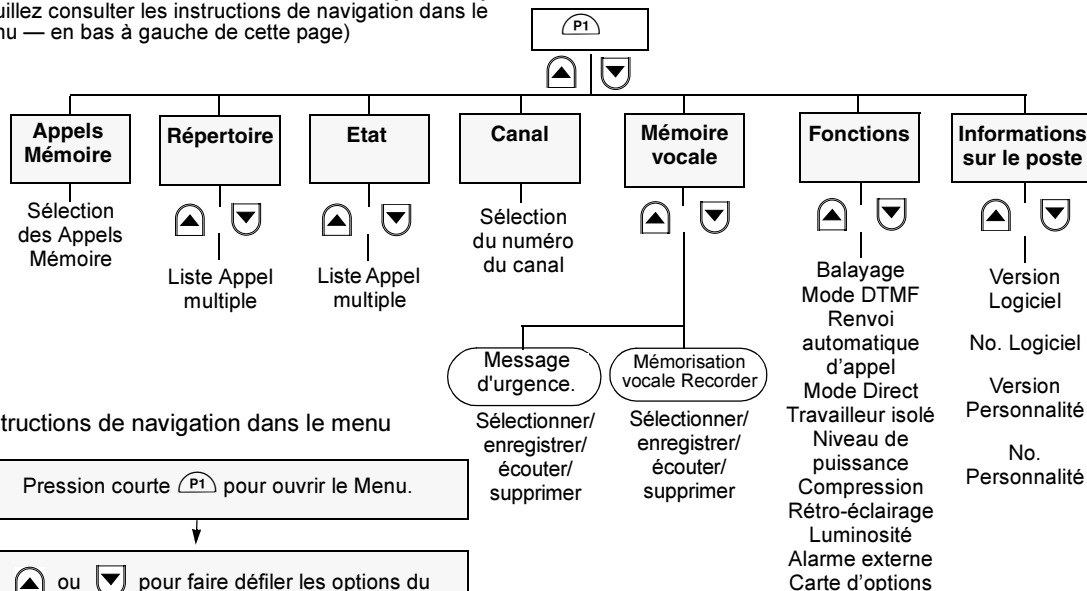 uillez consulter les instructions de navigation dans le
nu — en bas à gauche de cette page)
P1
Appels
Mémoire
Sélection
des Appels
Mémoire
Répertoire
Liste Appel
multiple
Etat
Liste Appel
multiple
Canal
Sélection
du numéro
du canal
Mémoire
vocale
Message
d'urgence.
Sélectionner/
enregistrer/
écouter/
supprimer
Mémorisation
vocale Recorder
Sélectionner/
enregistrer/
écouter/
supprimer
Fonctions
Balayage
Mode DTMF
Renvoi
automatique
d'appel
Mode Direct
Travailleur isolé
Niveau de
puissance
Compression
Rétro-éclairage
Luminosité
Alarme externe
Carte d'options
Informations
sur le poste
Version
Logiciel
No. Logiciel
Version
Personnalité
No.
Personnalité
tructions de navigation dans le menu
Pression courte P1 pour ouvrir le Menu.
ou pour faire défiler les options du